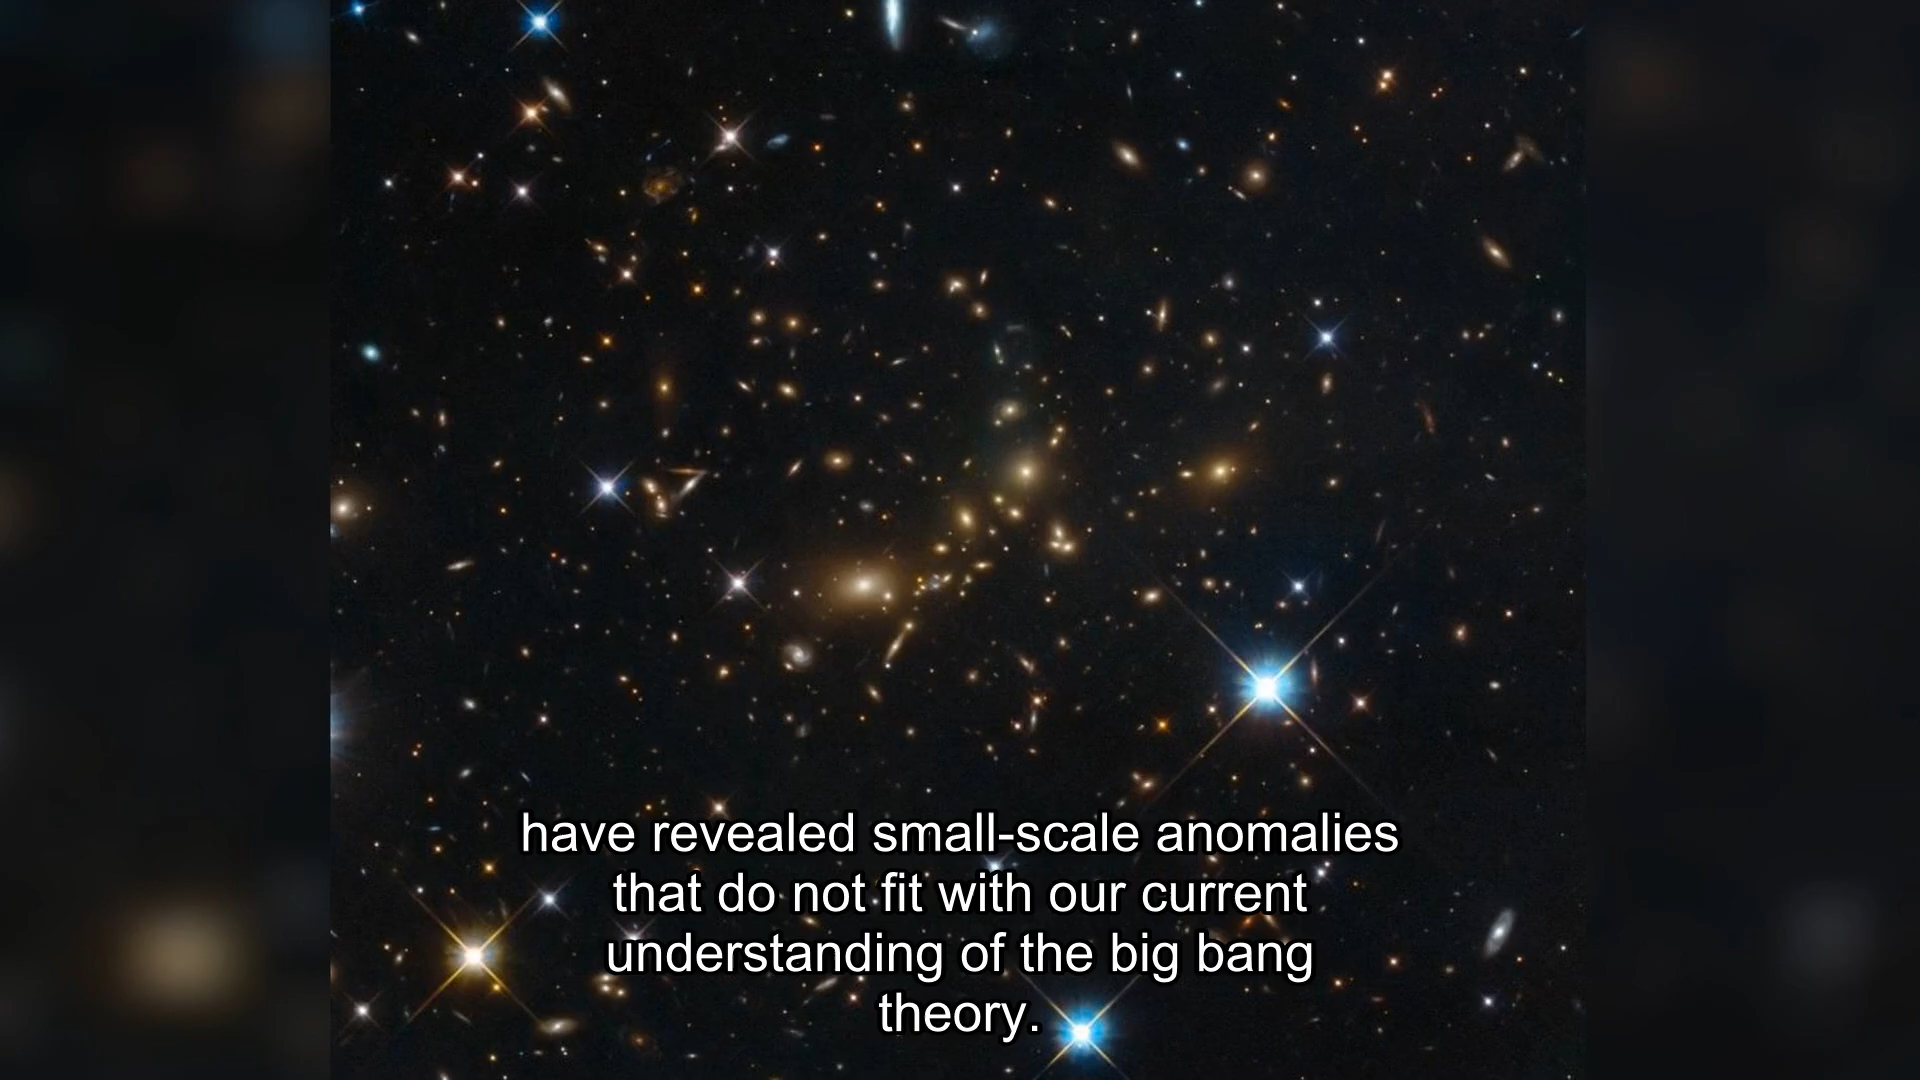 have revealed small-scale anomalies
that do not fit with our current
understanding of the big bang
theory.